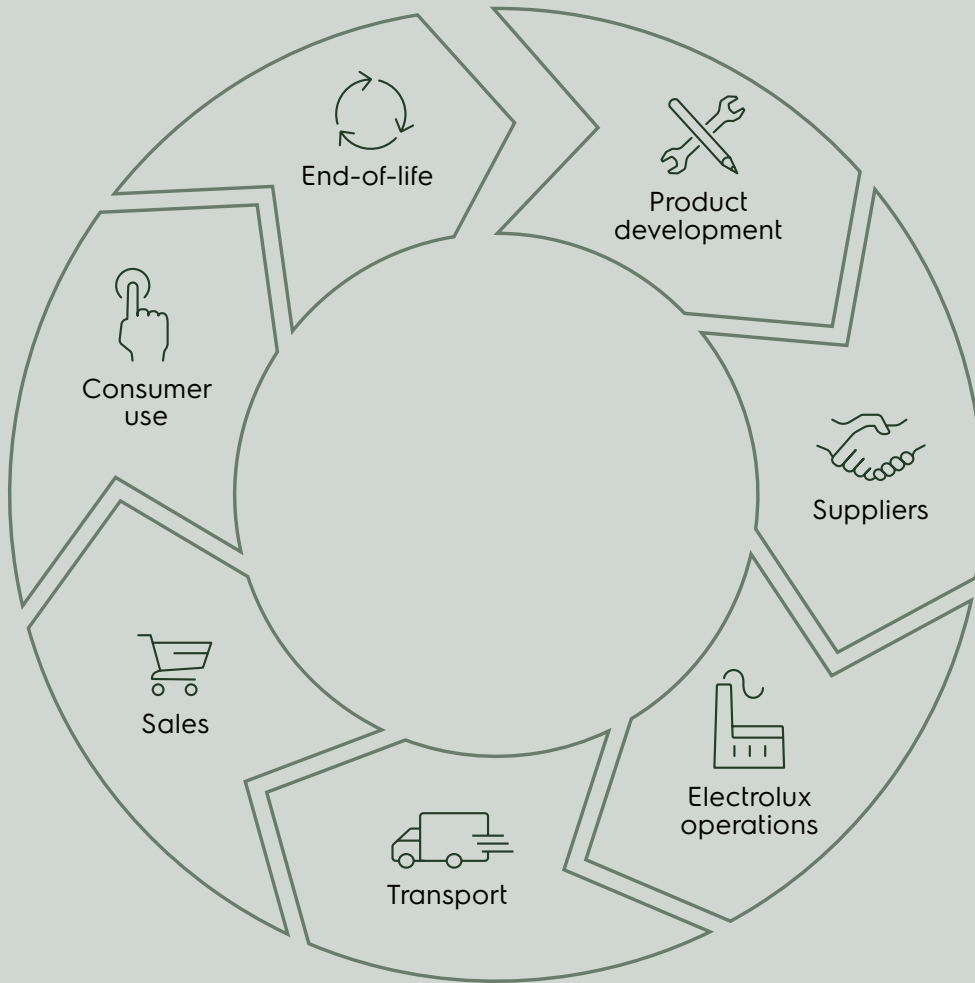 End-of-life
Product
development
Consumer
use
Suppliers
Sales
Electrolux
operations
Transport